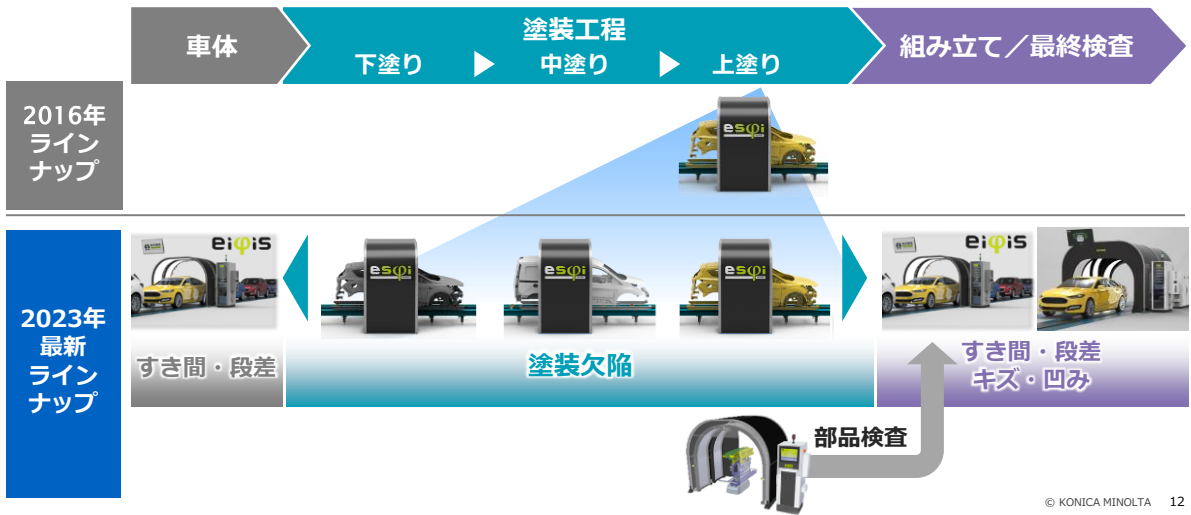 車体
塗装工程
下塗り
中塗り
上塗り
組み立て／最終検査
2016年
ライン
ナップ
esφi
2023年
最新
ライン
ナップ
eiφis
esφi
esφi
esφi
eiφis
すき間・段差
塗装欠陥
すき間・段差
キズ・凹み
部品検査
© KONICA MINOLTA 12